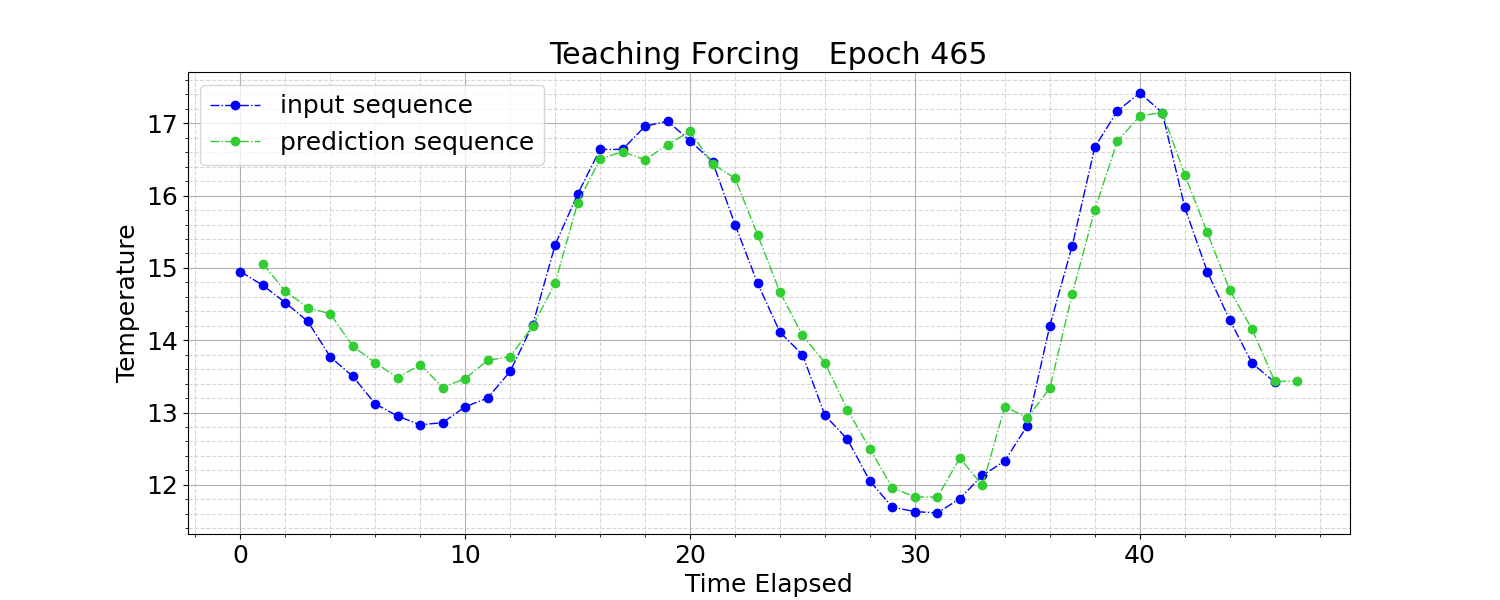 Teaching Forcing   Epoch 465
input sequence
prediction sequence
17
16
15
14
13
12
Temperature
0 10 20 30 40
Time Elapsed